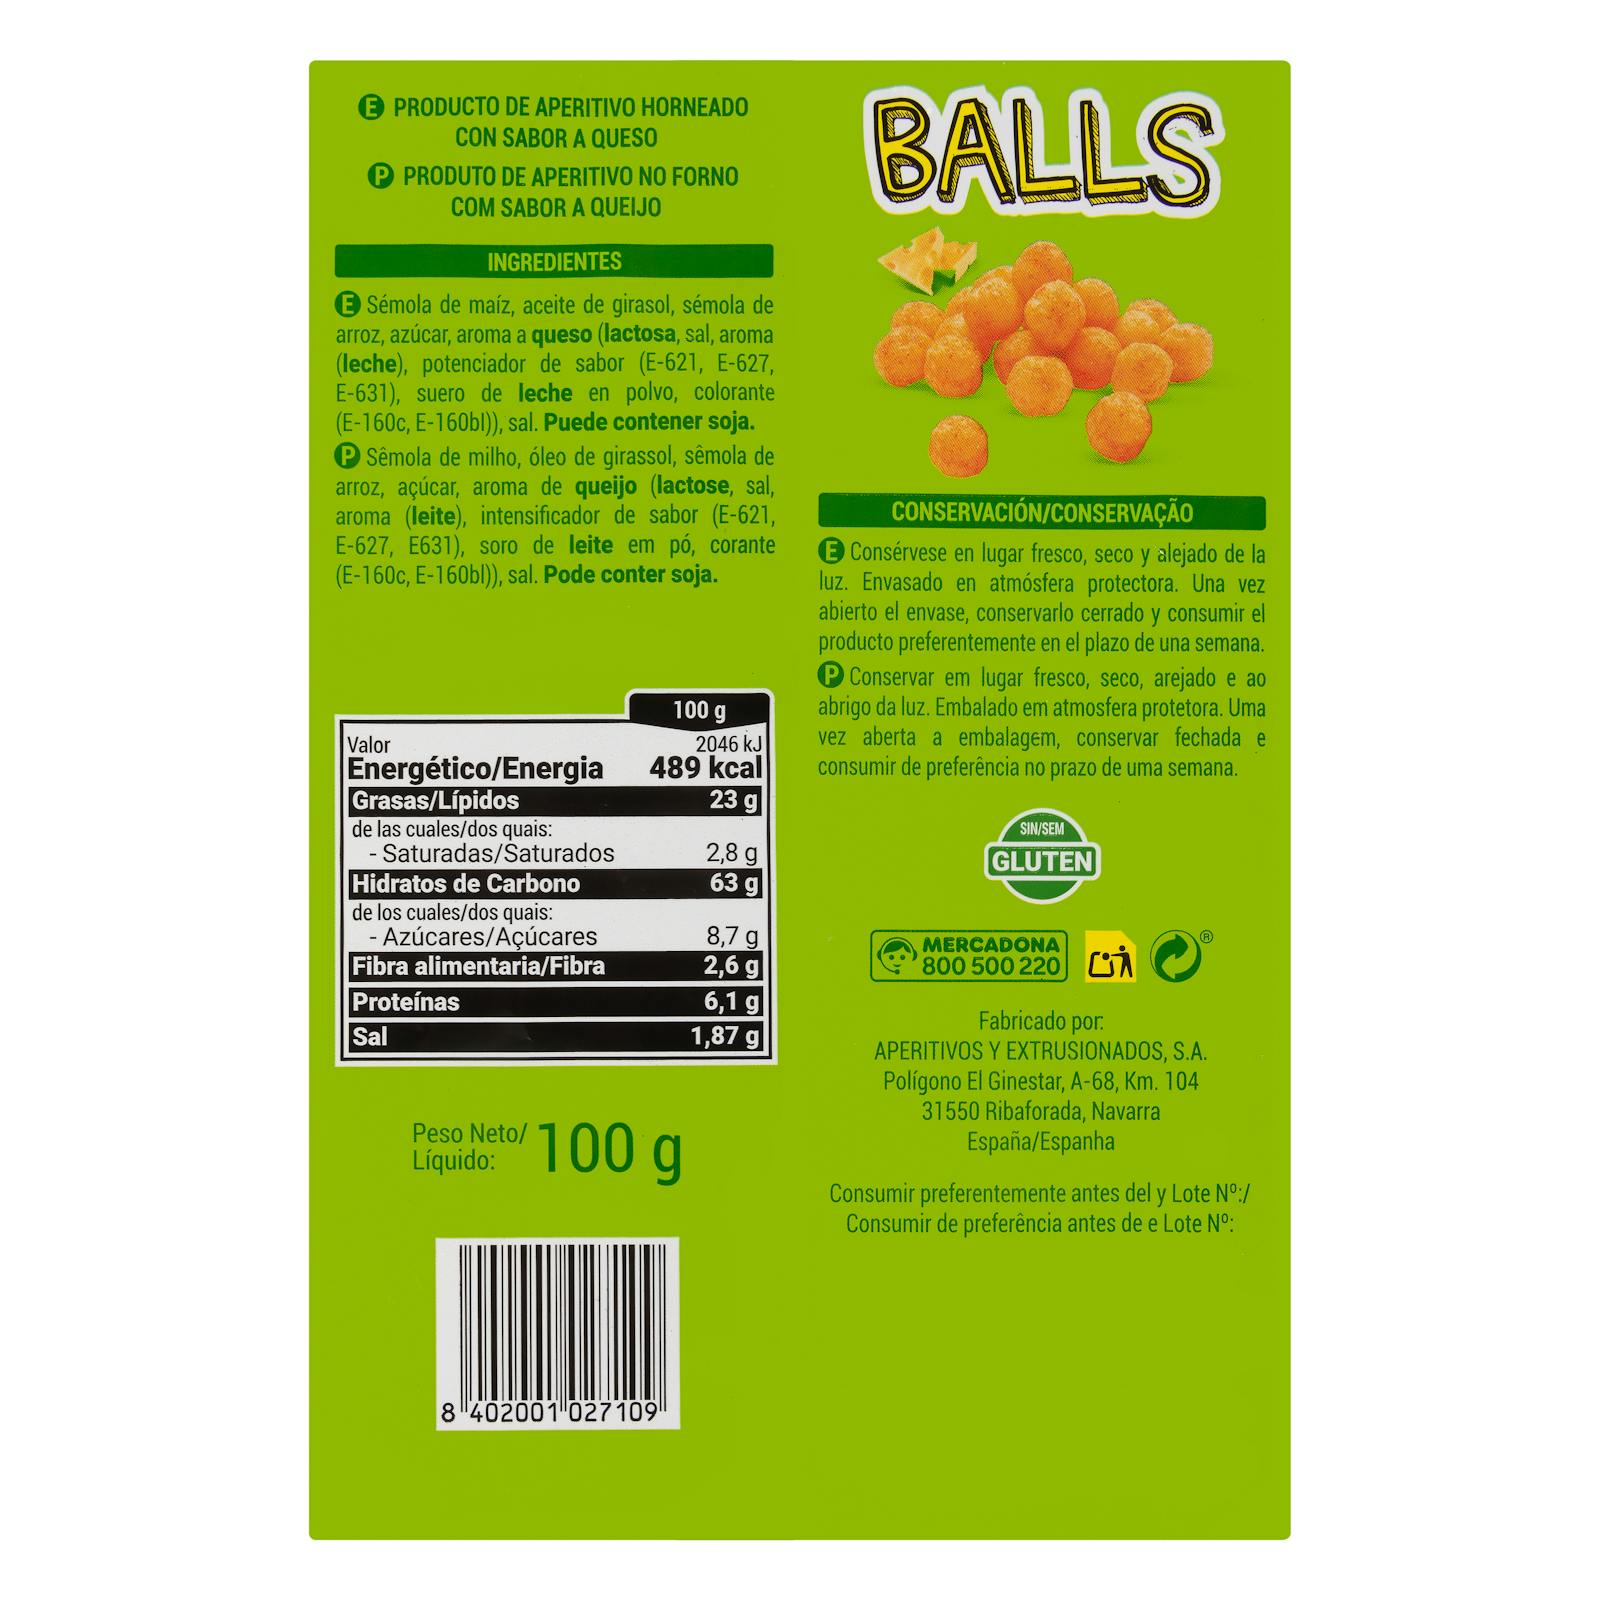 E PRODUCTO DE APERITIVO HORNEADO
CON SABOR A QUESO
P PRODUTO DE APERITIVO NO FORNO
COM SABOR A QUEIJO
INGREDIENTES
E Sémola de maíz, aceite de girasol, sémola de
arroz, azúcar, aroma a queso (lactosa, sal, aroma
(leche), potenciador de sabor (E-621, E-627,
E-631), suero de leche en polvo, colorante
(E-160c, E-160bl)), sal. Puede contener soja.
P Sêmola de milho, óleo de girassol, sêmola de
arroz, açúcar, aroma de queijo (lactose, sal,
aroma (leite), intensificador de sabor (E-621,
E-627, E631), soro de leite em pó, corante
(E-160c, E-160bl)), sal. Pode conter soja.
100 g
Valor 2046 kJ
Energético/Energia 489 kcal
Grasas/Lípidos 23 g
de las cuales/dos quais:
- Saturadas/Saturados 2,8 g
Hidratos de Carbono 63 g
de los cuales/dos quais:
- Azúcares/Açúcares 8,7 g
Fibra alimentaria/Fibra 2,6 g
Proteínas 6,1 g
Sal 1,87 g
Peso Neto/
Líquido: 100 g
8 402001 027109
BALLS
CONSERVACIÓN/CONSERVAÇÃO
E Consérvese en lugar fresco, seco y alejado de la
luz. Envasado en atmósfera protectora. Una vez
abierto el envase, conservarlo cerrado y consumir el
producto preferentemente en el plazo de una semana.
P Conservar em lugar fresco, seco, arejado e ao
abrigo da luz. Embalado em atmosfera protetora. Uma
vez aberta a embalagem, conservar fechada e
consumir de preferência no prazo de uma semana.
SIN/SEM
GLUTEN
MERCADONA
800 500 220
®
Fabricado por:
APERITIVOS Y EXTRUSIONADOS, S.A.
Polígono El Ginestar, A-68, Km. 104
31550 Ribaforada, Navarra
España/Espanha
Consumir preferentemente antes del y Lote Nº:/
Consumir de preferência antes de e Lote Nº: